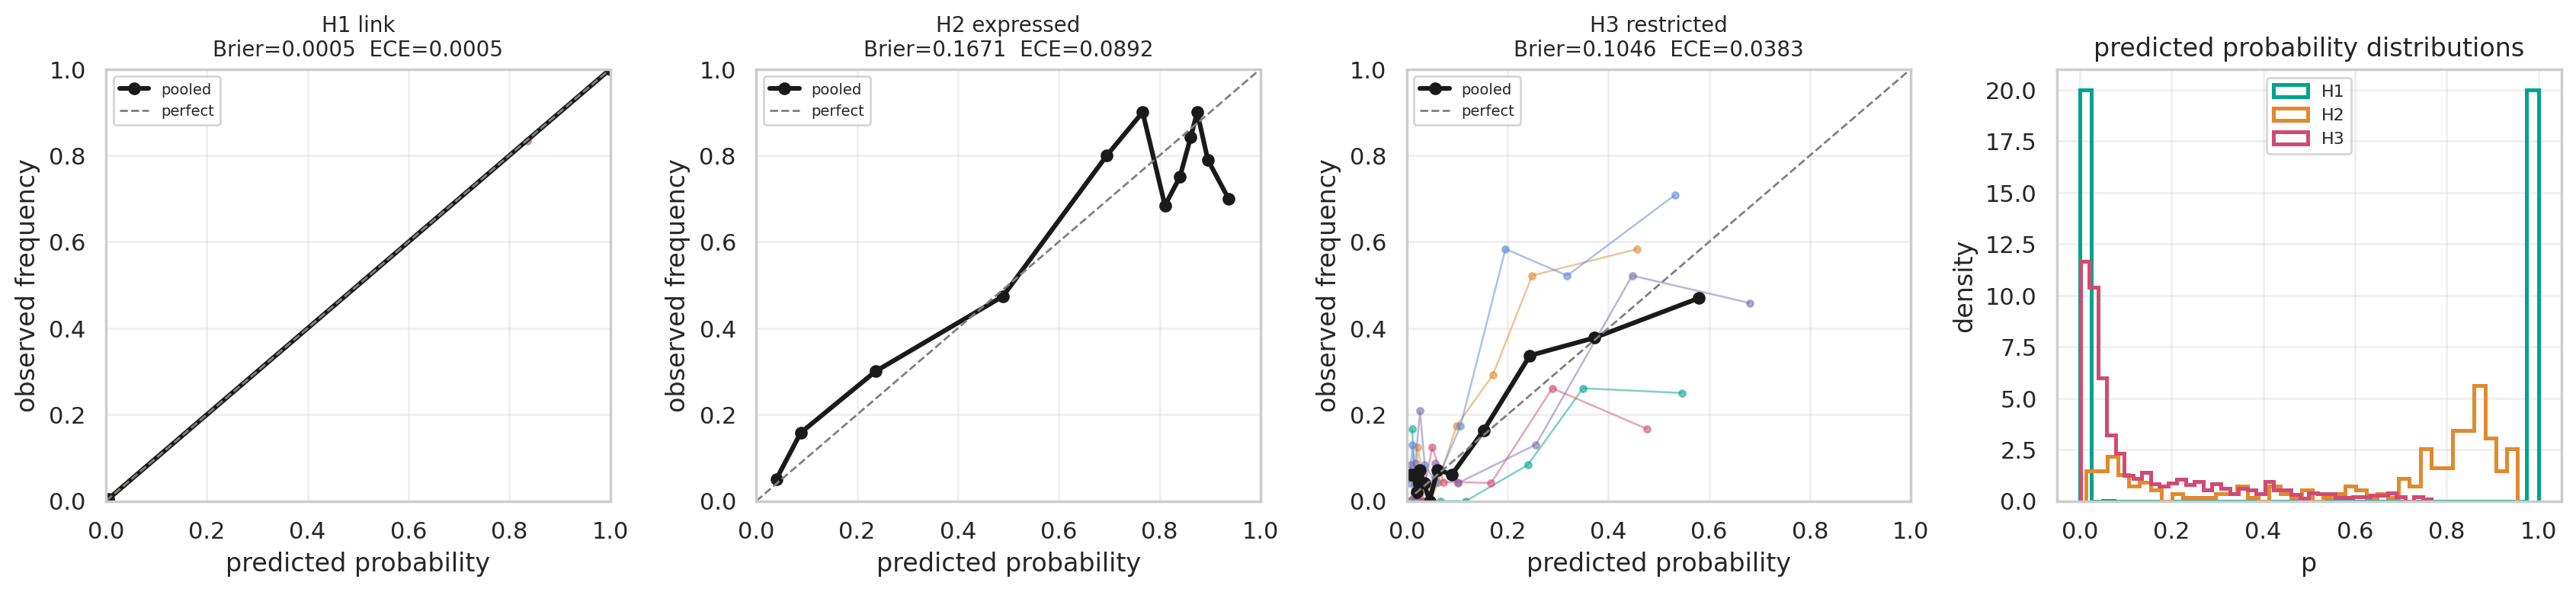 H1 link
Brier=0.0005 ECE=0.0005
pooled
perfect
observed frequency
1.0
0.8
0.6
0.4
0.2
0.0
0.0 0.2 0.4 0.6 0.8 1.0
predicted probability
H2 expressed
Brier=0.1671 ECE=0.0892
pooled
perfect
observed frequency
1.0
0.8
0.6
0.4
0.2
0.0
0.0 0.2 0.4 0.6 0.8 1.0
predicted probability
H3 restricted
Brier=0.1046 ECE=0.0383
pooled
perfect
observed frequency
1.0
0.8
0.6
0.4
0.2
0.0
0.0 0.2 0.4 0.6 0.8 1.0
predicted probability
predicted probability distributions
H1
H2
H3
density
20.0
17.5
15.0
12.5
10.0
7.5
5.0
2.5
0.0
0.0 0.2 0.4 0.6 0.8 1.0
p